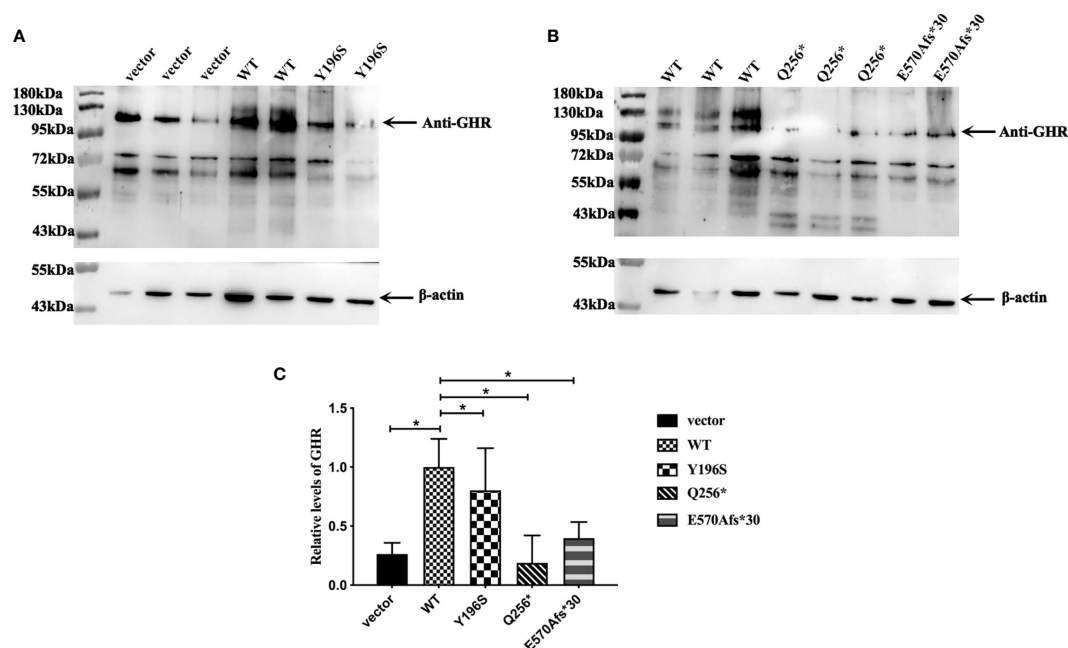 A
vector vector vector WT WT Y196S Y196S
180kDa
130kDa
95kDa
72kDa
55kDa
43kDa
Anti-GHR
55kDa
43kDa
β-actin
B
WT WT WT Q256* Q256* Q256* E570Afs*30 E570Afs*30
180kDa
130kDa
95kDa
72kDa
55kDa
43kDa
Anti-GHR
55kDa
43kDa
β-actin
C
Relative levels of GHR
1.5
1.0
0.5
0.0
* * * *
vector WT Y196S Q256* E570Afs*30
vector
WT
Y196S
Q256*
E570Afs*30